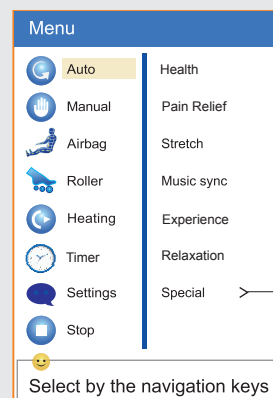 Menu
Auto
Manual
Airbag
Roller
Heating
Timer
Settings
Stop
Health
Pain Relief
Stretch
Music sync
Experience
Relaxation
Special
Select by the navigation keys